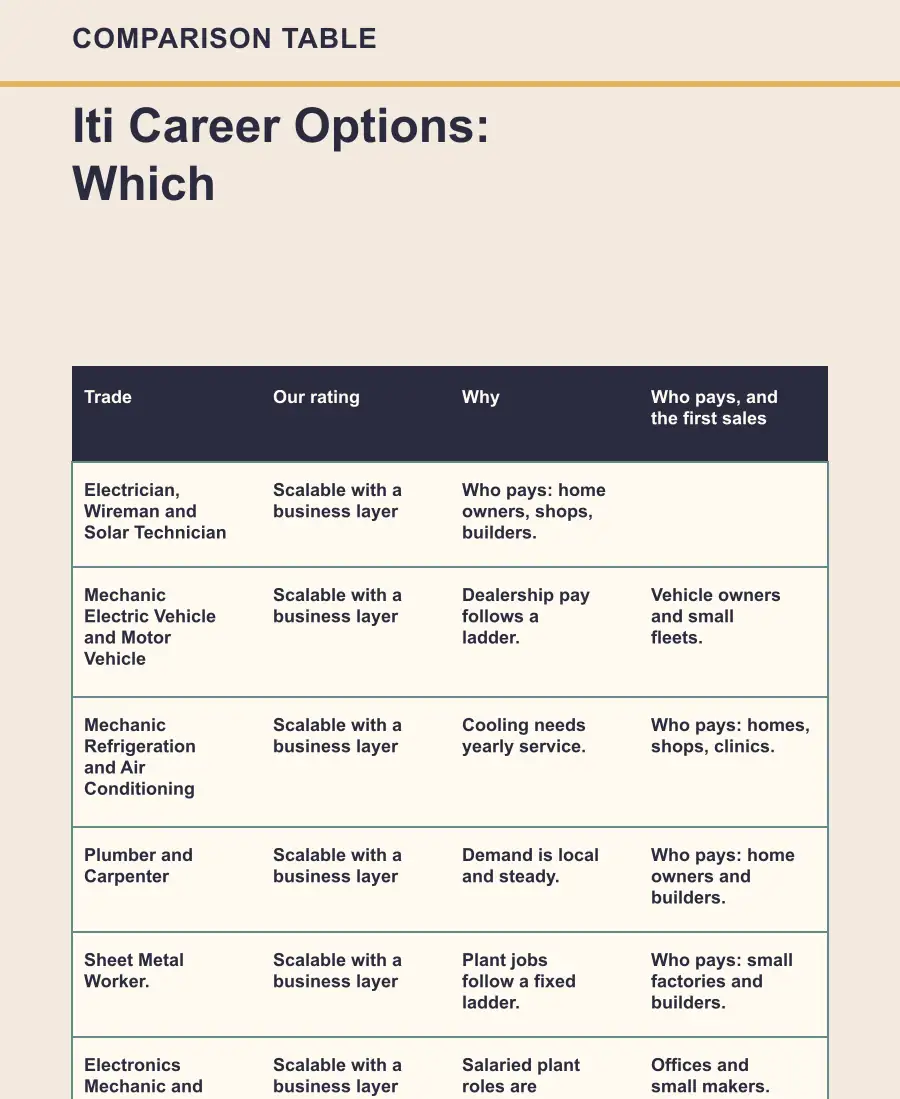 COMPARISON TABLE
Iti Career Options:
Which
Trade
Our rating
Why
Who pays, and
the first sales
Electrician,
Wireman and
Solar Technician
Scalable with a
business layer
Who pays: home
owners, shops,
builders.
Mechanic
Electric Vehicle
and Motor
Vehicle
Scalable with a
business layer
Dealership pay
follows a
ladder.
Vehicle owners
and small
fleets.
Mechanic
Refrigeration
and Air
Conditioning
Scalable with a
business layer
Cooling needs
yearly service.
Who pays: homes,
shops, clinics.
Plumber and
Carpenter
Scalable with a
business layer
Demand is local
and steady.
Who pays: home
owners and
builders.
Sheet Metal
Worker.
Scalable with a
business layer
Plant jobs
follow a fixed
ladder.
Who pays: small
factories and
builders.
Electronics
Mechanic and
Scalable with a
business layer
Salaried plant
roles are
Offices and
small makers.